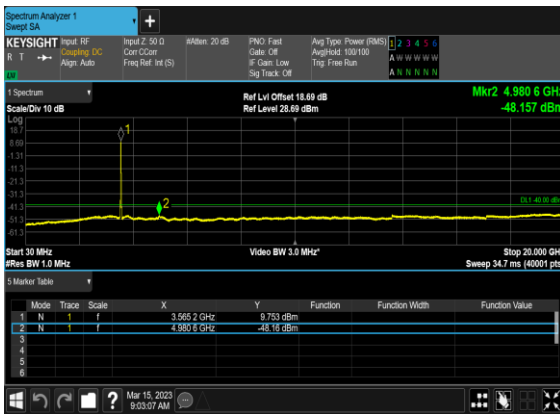 Spectrum Analyzer 1
Swept SA
KEYSIGHT Input: RF Input Z: 50 Ω #Atten: 20 dB PNO: Fast Avg Type: Power (RMS) 1 2 3 4 5 6
R T Coupling: DC Corr CCorr Gate: Off Avg|Hold: 100/100 A W W W W W
Align: Auto Freq Ref: Int (S) IF Gain: Low Trig: Free Run
Sig Track: Off A N N N N N
1 Spectrum Ref Lvl Offset 18.69 dB Mkr2 4.980 6 GHz
Scale/Div 10 dB Ref Level 28.69 dBm -48.157 dBm
Log
18.7
8.69
-1.31
-11.3
-21.3
-31.3
-41.3
-51.3
-61.3
1
2
DL1 -40.00 dBm
Start 30 MHz Video BW 3.0 MHz* Stop 20.000 GHz
#Res BW 1.0 MHz Sweep 34.7 ms (40001 pts)
5 Marker Table
Mode Trace Scale X Y Function Function Width Function Value
1 N 1 f 3.565 2 GHz 9.753 dBm
2 N 1 f 4.980 6 GHz -48.16 dBm
3
4
5
6
? Mar 15, 2023
9:03:07 AM